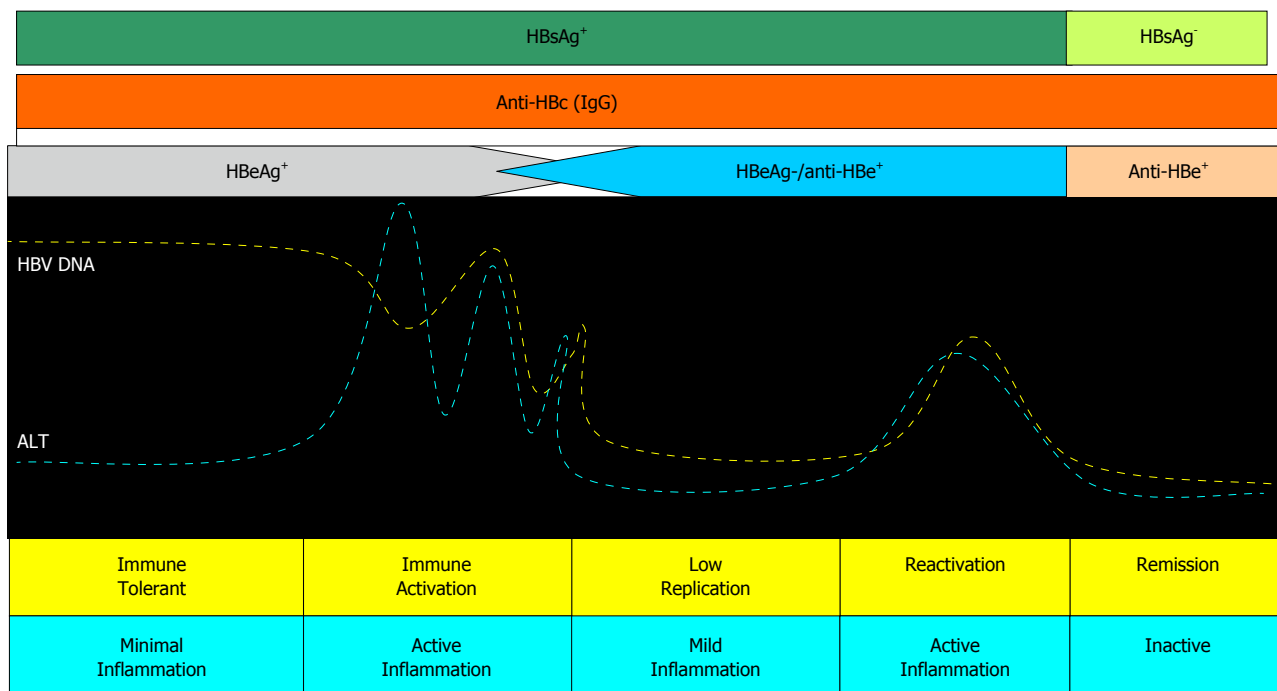 HBsAg⁺ HBsAg⁻
Anti-HBc (IgG)
HBeAg⁺ HBeAg-/anti-HBe⁺ Anti-HBe⁺
HBV DNA
ALT
Immune Immune Low Reactivation Remission
Tolerant Activation Replication
Minimal Active Mild Active Inactive
Inflammation Inflammation Inflammation Inflammation